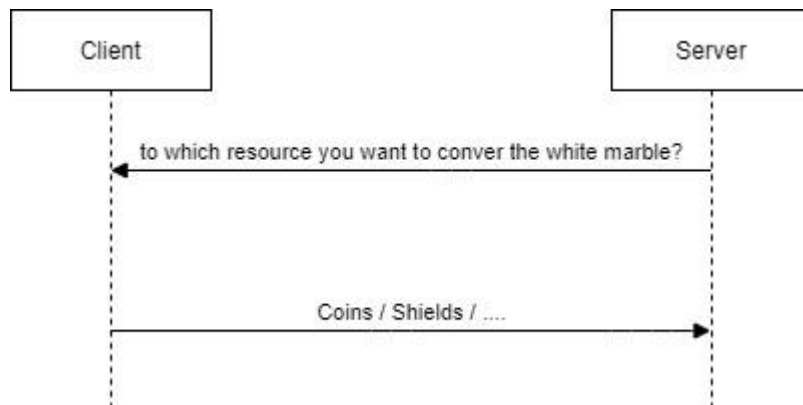 Client
Server
to which resource you want to conver the white marble?
Coins / Shields / ....